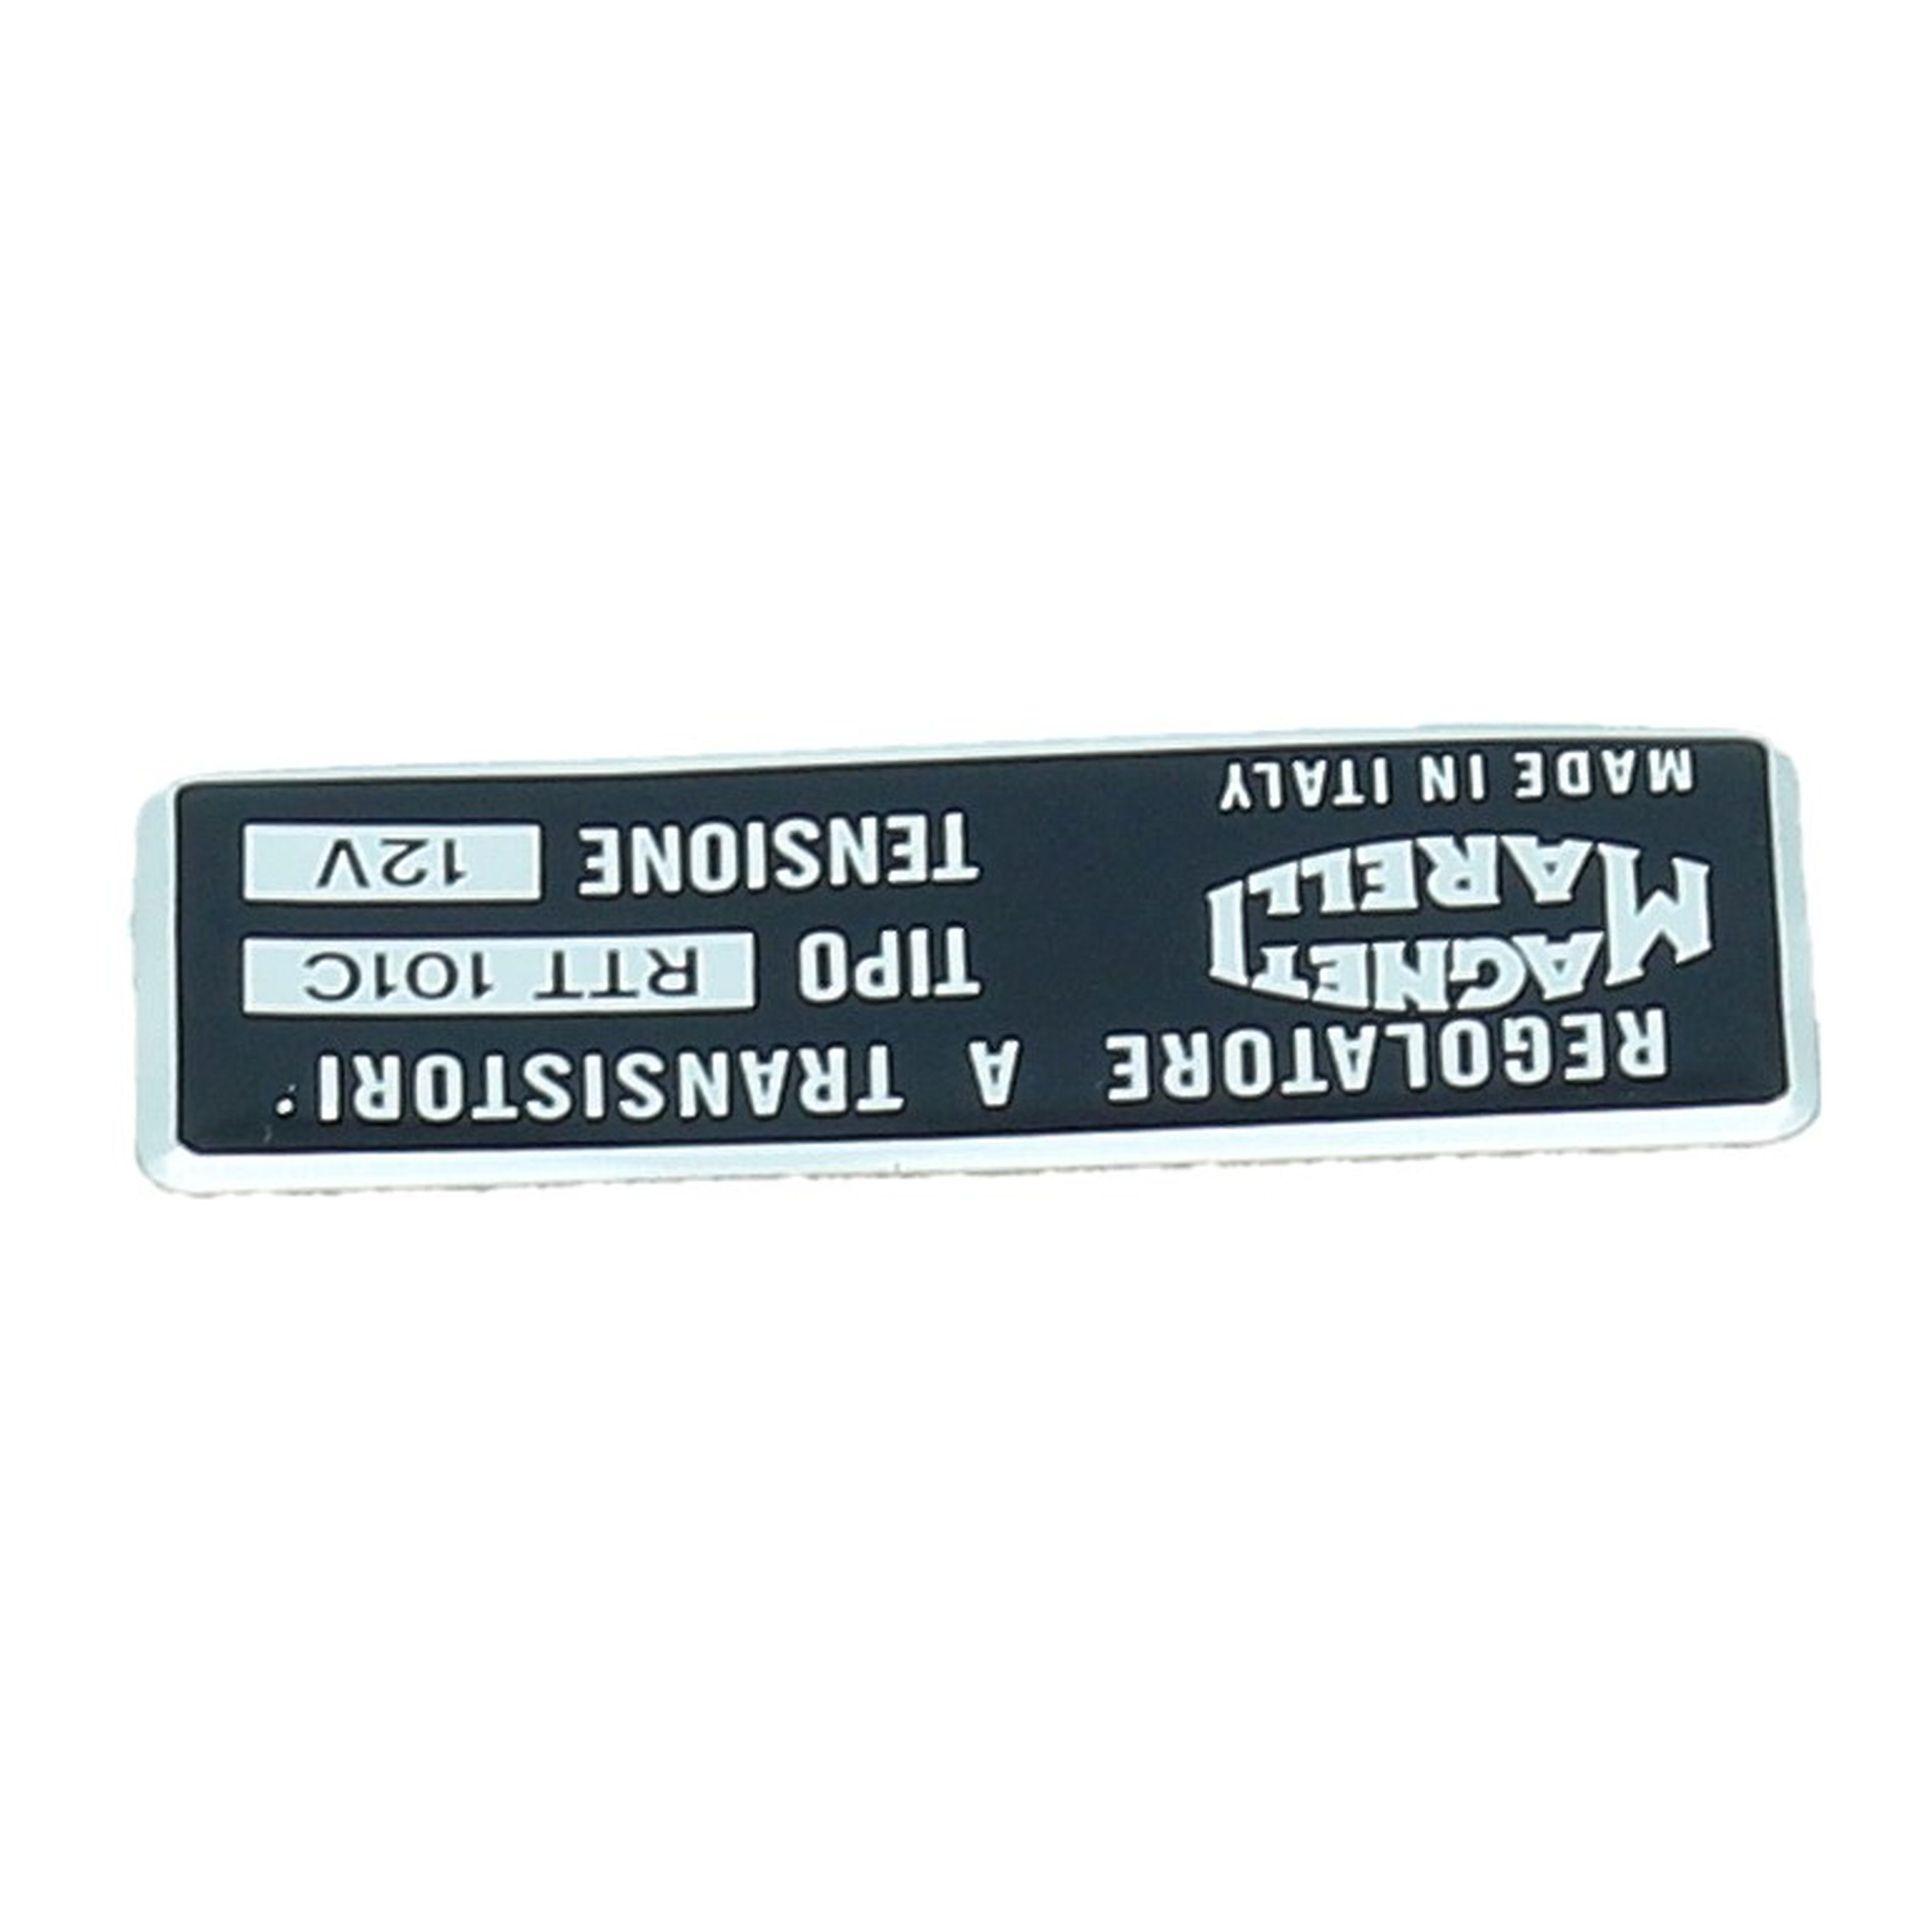 REGOLATORE A TRANSISTORI
MAGNETI
MARELLI
MADE IN ITALY
TIPO RTT 101C
TENSIONE 12V